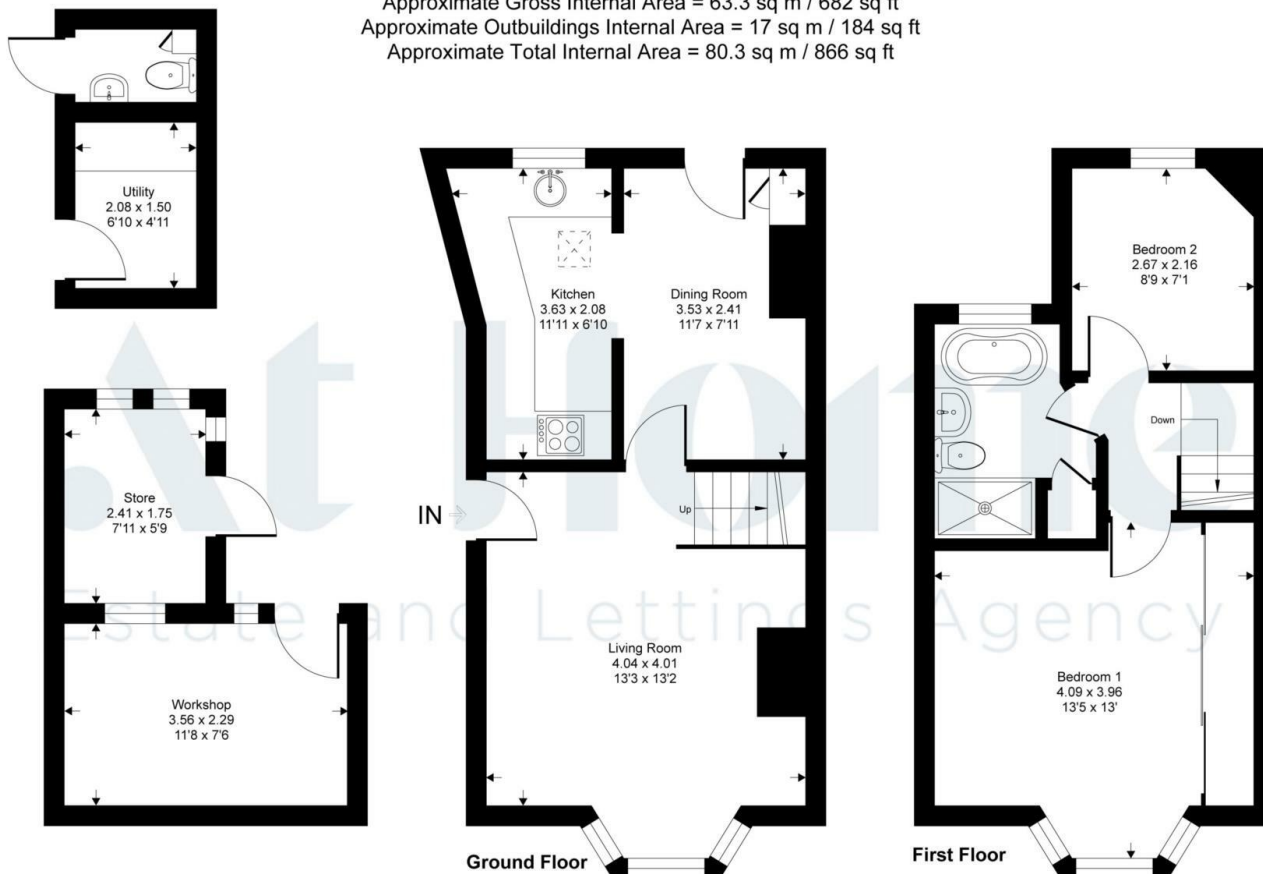 Approximate Gross Internal Area = 63.3 sq m / 682 sq ft
Approximate Outbuildings Internal Area = 17 sq m / 184 sq ft
Approximate Total Internal Area = 80.3 sq m / 866 sq ft
Utility
2.08 x 1.50
6'10 x 4'11
Store
2.41 x 1.75
7'11 x 5'9
Workshop
3.56 x 2.29
11'8 x 7'6
Kitchen
3.63 x 2.08
11'11 x 6'10
Dining Room
3.53 x 2.41
11'7 x 7'11
IN
Up
Living Room
4.04 x 4.01
13'3 x 13'2
Ground Floor
Bedroom 2
2.67 x 2.16
8'9 x 7'1
Down
Bedroom 1
4.09 x 3.96
13'5 x 13'
First Floor
At Home
Estate and Lettings Agency